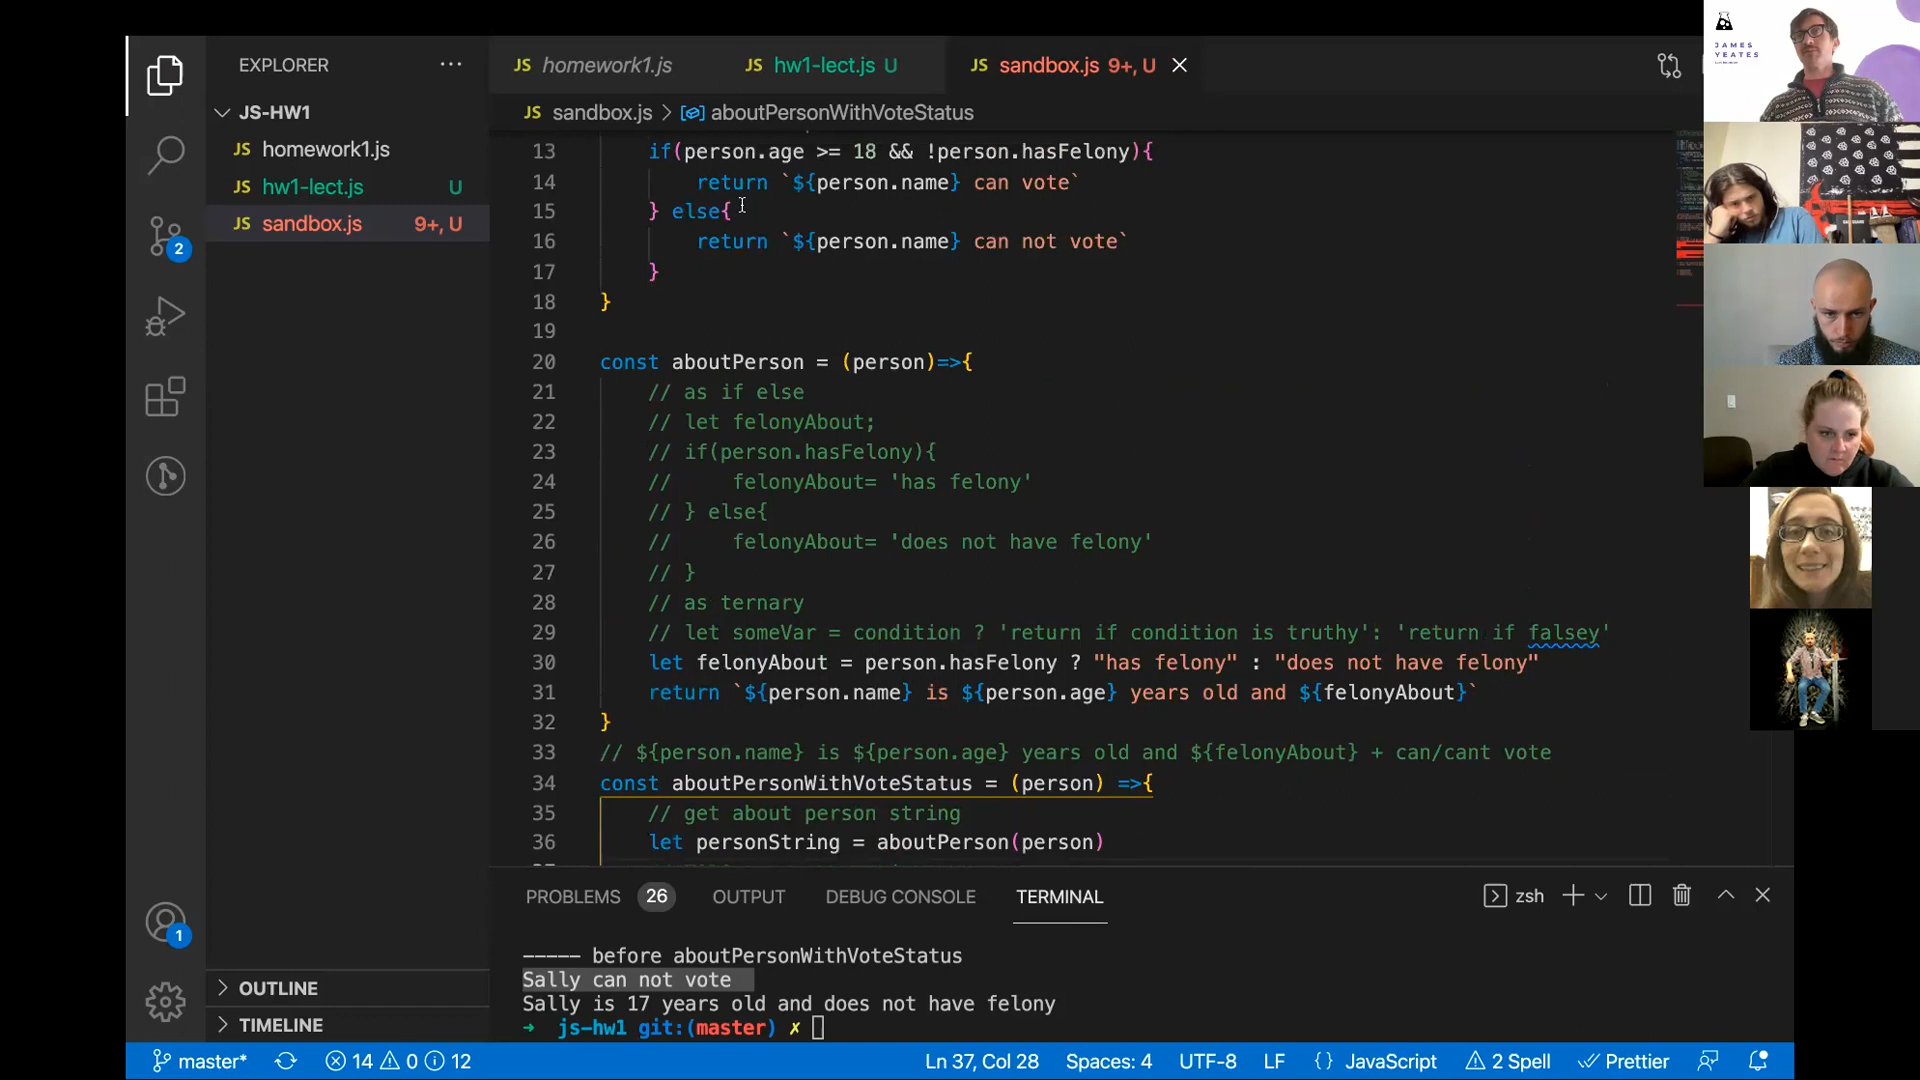 EXPLORER ...
JS-HW1
JS homework1.js
JS hw1-lect.js U
JS sandbox.js 9+, U
2
1
OUTLINE
TIMELINE
JS homework1.js JS hw1-lect.js U JS sandbox.js 9+, U
JS sandbox.js > aboutPersonWithVoteStatus
13 if(person.age >= 18 && !person.hasFelony){
14 return `${person.name} can vote`
15 } else{
16 return `${person.name} can not vote`
17 }
18 }
19
20 const aboutPerson = (person)=>{
21 // as if else
22 // let felonyAbout;
23 // if(person.hasFelony){
24 // felonyAbout= 'has felony'
25 // } else{
26 // felonyAbout= 'does not have felony'
27 // }
28 // as ternary
29 // let someVar = condition ? 'return if condition is truthy': 'return if falsey'
30 let felonyAbout = person.hasFelony ? "has felony" : "does not have felony"
31 return `${person.name} is ${person.age} years old and ${felonyAbout}`
32 }
33 // ${person.name} is ${person.age} years old and ${felonyAbout} + can/cant vote
34 const aboutPersonWithVoteStatus = (person) =>{
35 // get about person string
36 let personString = aboutPerson(person)
PROBLEMS 26 OUTPUT DEBUG CONSOLE TERMINAL zsh
----- before aboutPersonWithVoteStatus
Sally can not vote
Sally is 17 years old and does not have felony
→ js-hw1 git:(master) ✗
master* 14 0 12 Ln 37, Col 28 Spaces: 4 UTF-8 LF {} JavaScript 2 Spell Prettier
JAMES
YEATES